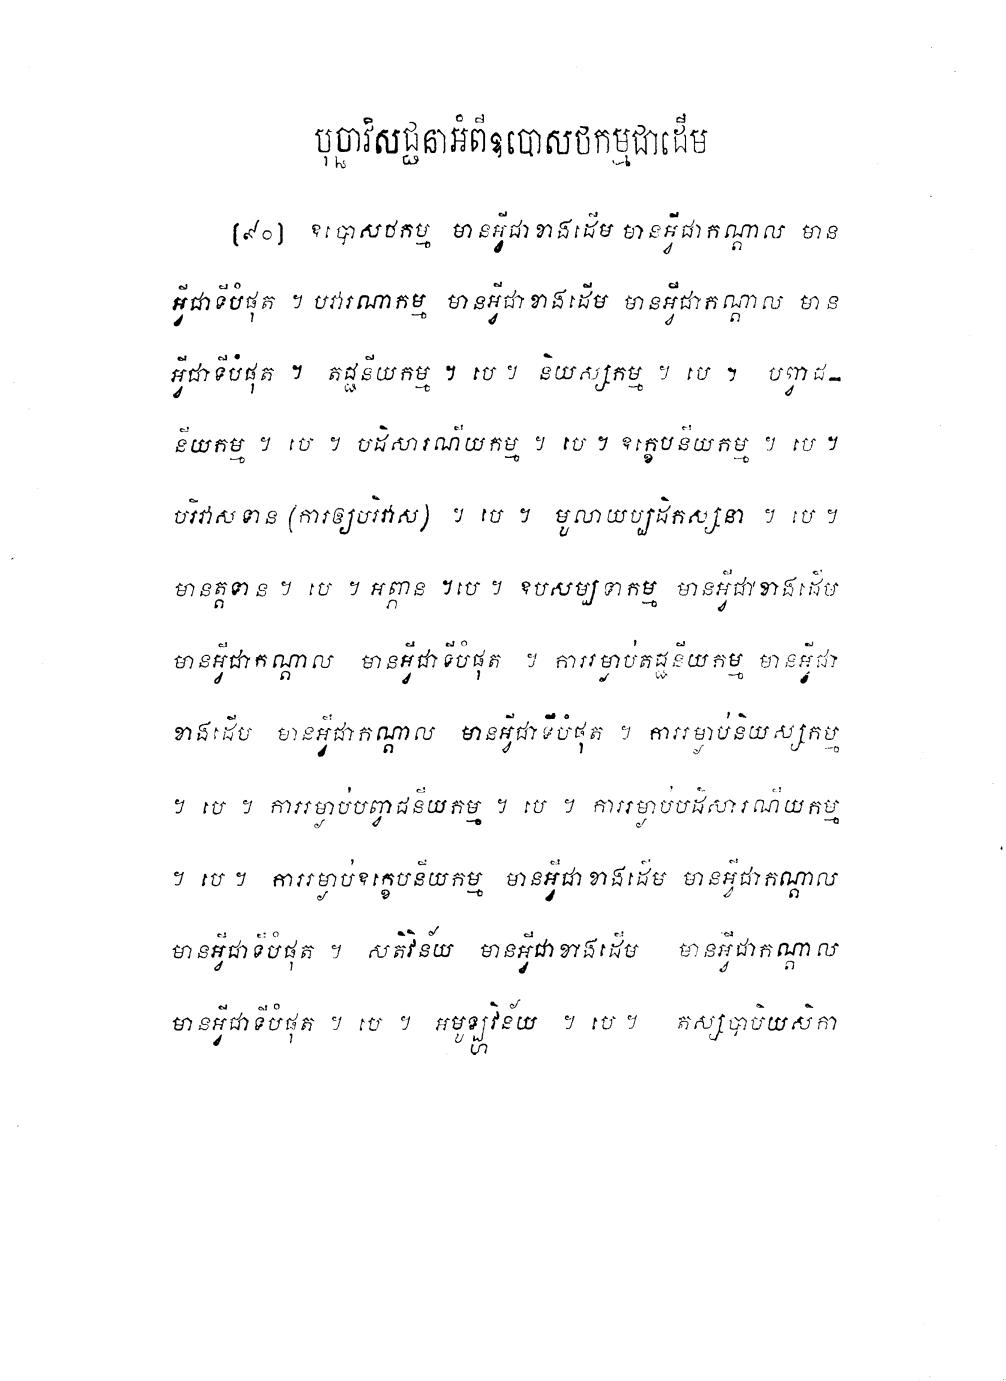 បុច្ឆាវិសជ្ជនាអំពីឧបោសថកម្មជាដើម
(៩០) ឧបោសថកម្ម មានអ្វីជាខាងដើម មានអ្វីជាកណ្តាល មាន
អ្វីជាទីបំផុត ។ បវារណាកម្ម មានអ្វីជាខាងដើម មានអ្វីជាកណ្តាល មាន
អ្វីជាទីបំផុត ។ តជ្ជនីយកម្ម ។ បេ ។ និយស្សកម្ម ។ បេ ។ បញ្វជ-
នីយកម្ម ។ បេ ។ បដិសារណីយកម្ម ។ បេ ។ ឧក្ខេបនីយកម្ម ។ បេ ។
បរិវាសទាន (ការឲ្យបរិវាស) ។ បេ ។ មូលាយប្បដិកស្សនា ។ បេ ។
មានត្តទាន ។ បេ ។ អព្ភាន ។ បេ ។ ឧបសម្បទាកម្ម មានអ្វីជាខាងដើម
មានអ្វីជាកណ្តាល មានអ្វីជាទីបំផុត ។ ការរម្ងាប់តជ្ជនីយកម្ម មានអ្វីជា
ខាងដើម មានអ្វីជាកណ្តាល មានអ្វីជាទីបំផុត ។ ការរម្ងាប់និយស្សកម្ម
។ បេ ។ ការរម្ងាប់បព្វាជនីយកម្ម ។ បេ ។ ការរម្ងាប់បដិសារណីយកម្ម
។ បេ ។ ការរម្ងាប់ឧក្ខេបនីយកម្ម មានអ្វីជាខាងដើម មានអ្វីជាកណ្តាល
មានអ្វីជាទីបំផុត ។ សតិវិន័យ មានអ្វីជាខាងដើម មានអ្វីជាកណ្តាល
មានអ្វីជាទីបំផុត ។ បេ ។ អមូឡ្ហវិន័យ ។ បេ ។ តស្សបាបិយសិកា